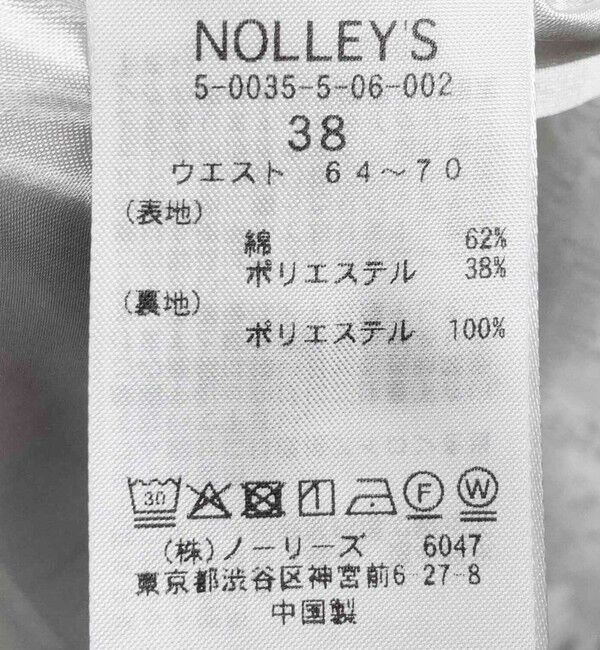 NOLLEY'S
5-0035-5-06-002
38
ウエスト 64～70
(表地)
綿 62%
ポリエステル 38%
(裏地)
ポリエステル 100%
30 F W
(株)ノーリーズ 6047
東京都渋谷区神宮前6-27-8
中国製